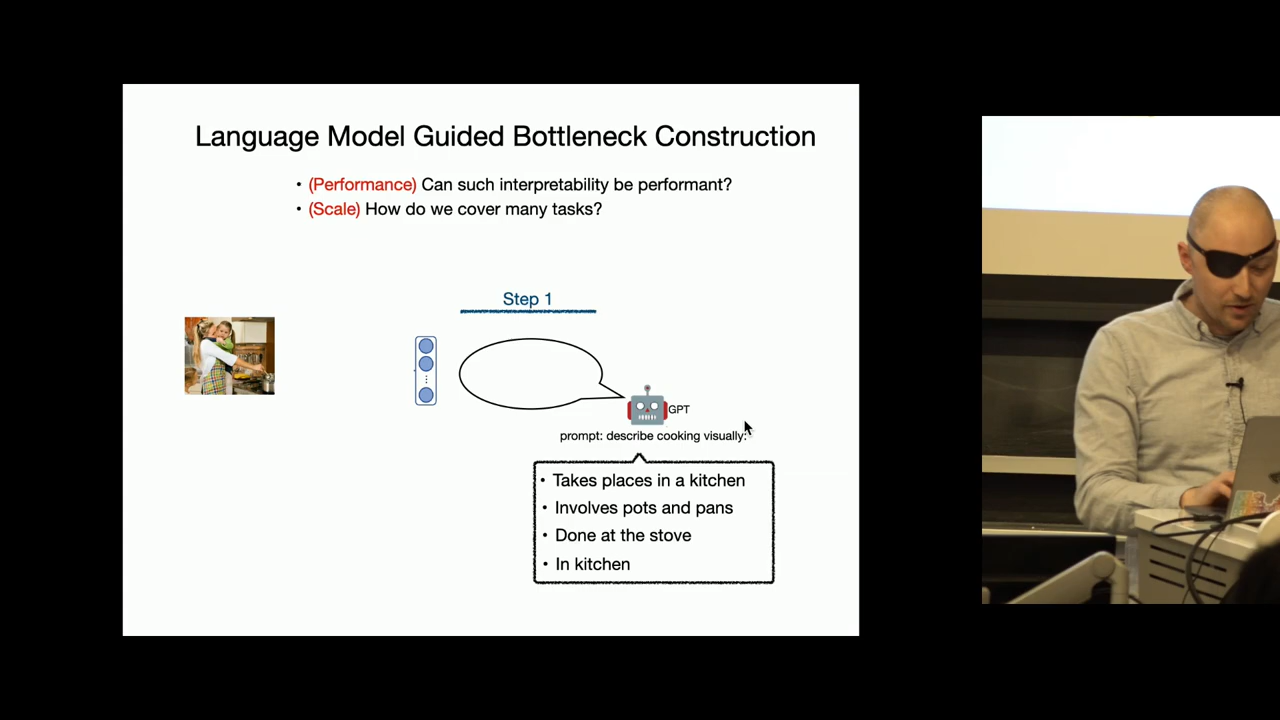 Language Model Guided Bottleneck Construction
• (Performance) Can such interpretability be performant?
• (Scale) How do we cover many tasks?
Step 1
GPT
prompt: describe cooking visually:
• Takes places in a kitchen
• Involves pots and pans
• Done at the stove
• In kitchen